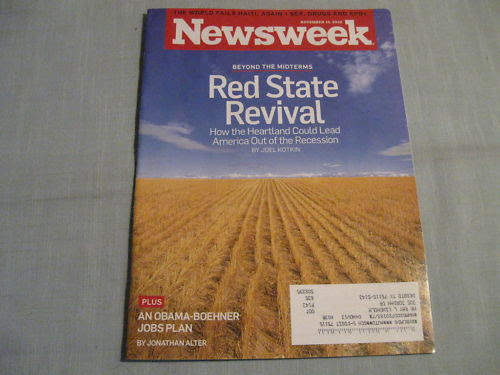 THE WORLD FAILS HAITI, AGAIN • SEX, DRUGS AND SPDs
Newsweek
BEYOND THE MIDTERMS
Red State
Revival
How the Heartland Could Lead
America Out of the Recession
BY JOEL KOTKIN
PLUS
AN OBAMA-BOEHNER
JOBS PLAN
BY JONATHAN ALTER